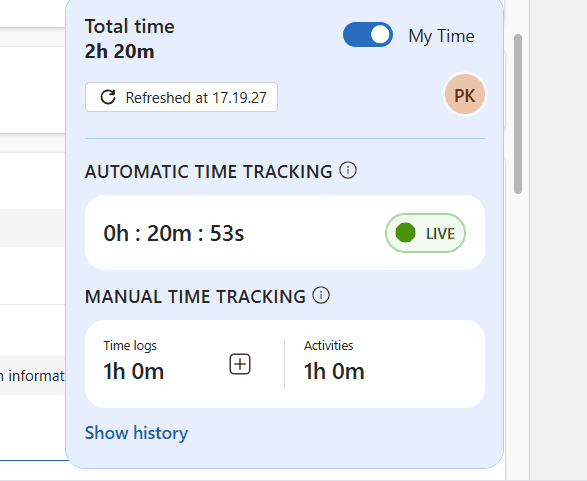 Total time
2h 20m
My Time
Refreshed at 17.19.27
PK
AUTOMATIC TIME TRACKING
0h : 20m : 53s
LIVE
MANUAL TIME TRACKING
Time logs
1h 0m
Activities
1h 0m
n informat
Show history